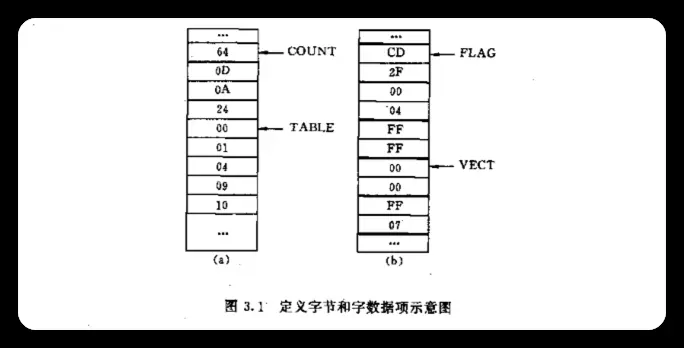 ...
64 COUNT
0D
0A
24
00 TABLE
01
04
09
10
...
(a)
...
CD FLAG
2F
00
04
FF
FF
00 VECT
00
FF
07
...
(b)
图 3.1 定义字节和字数据项示意图